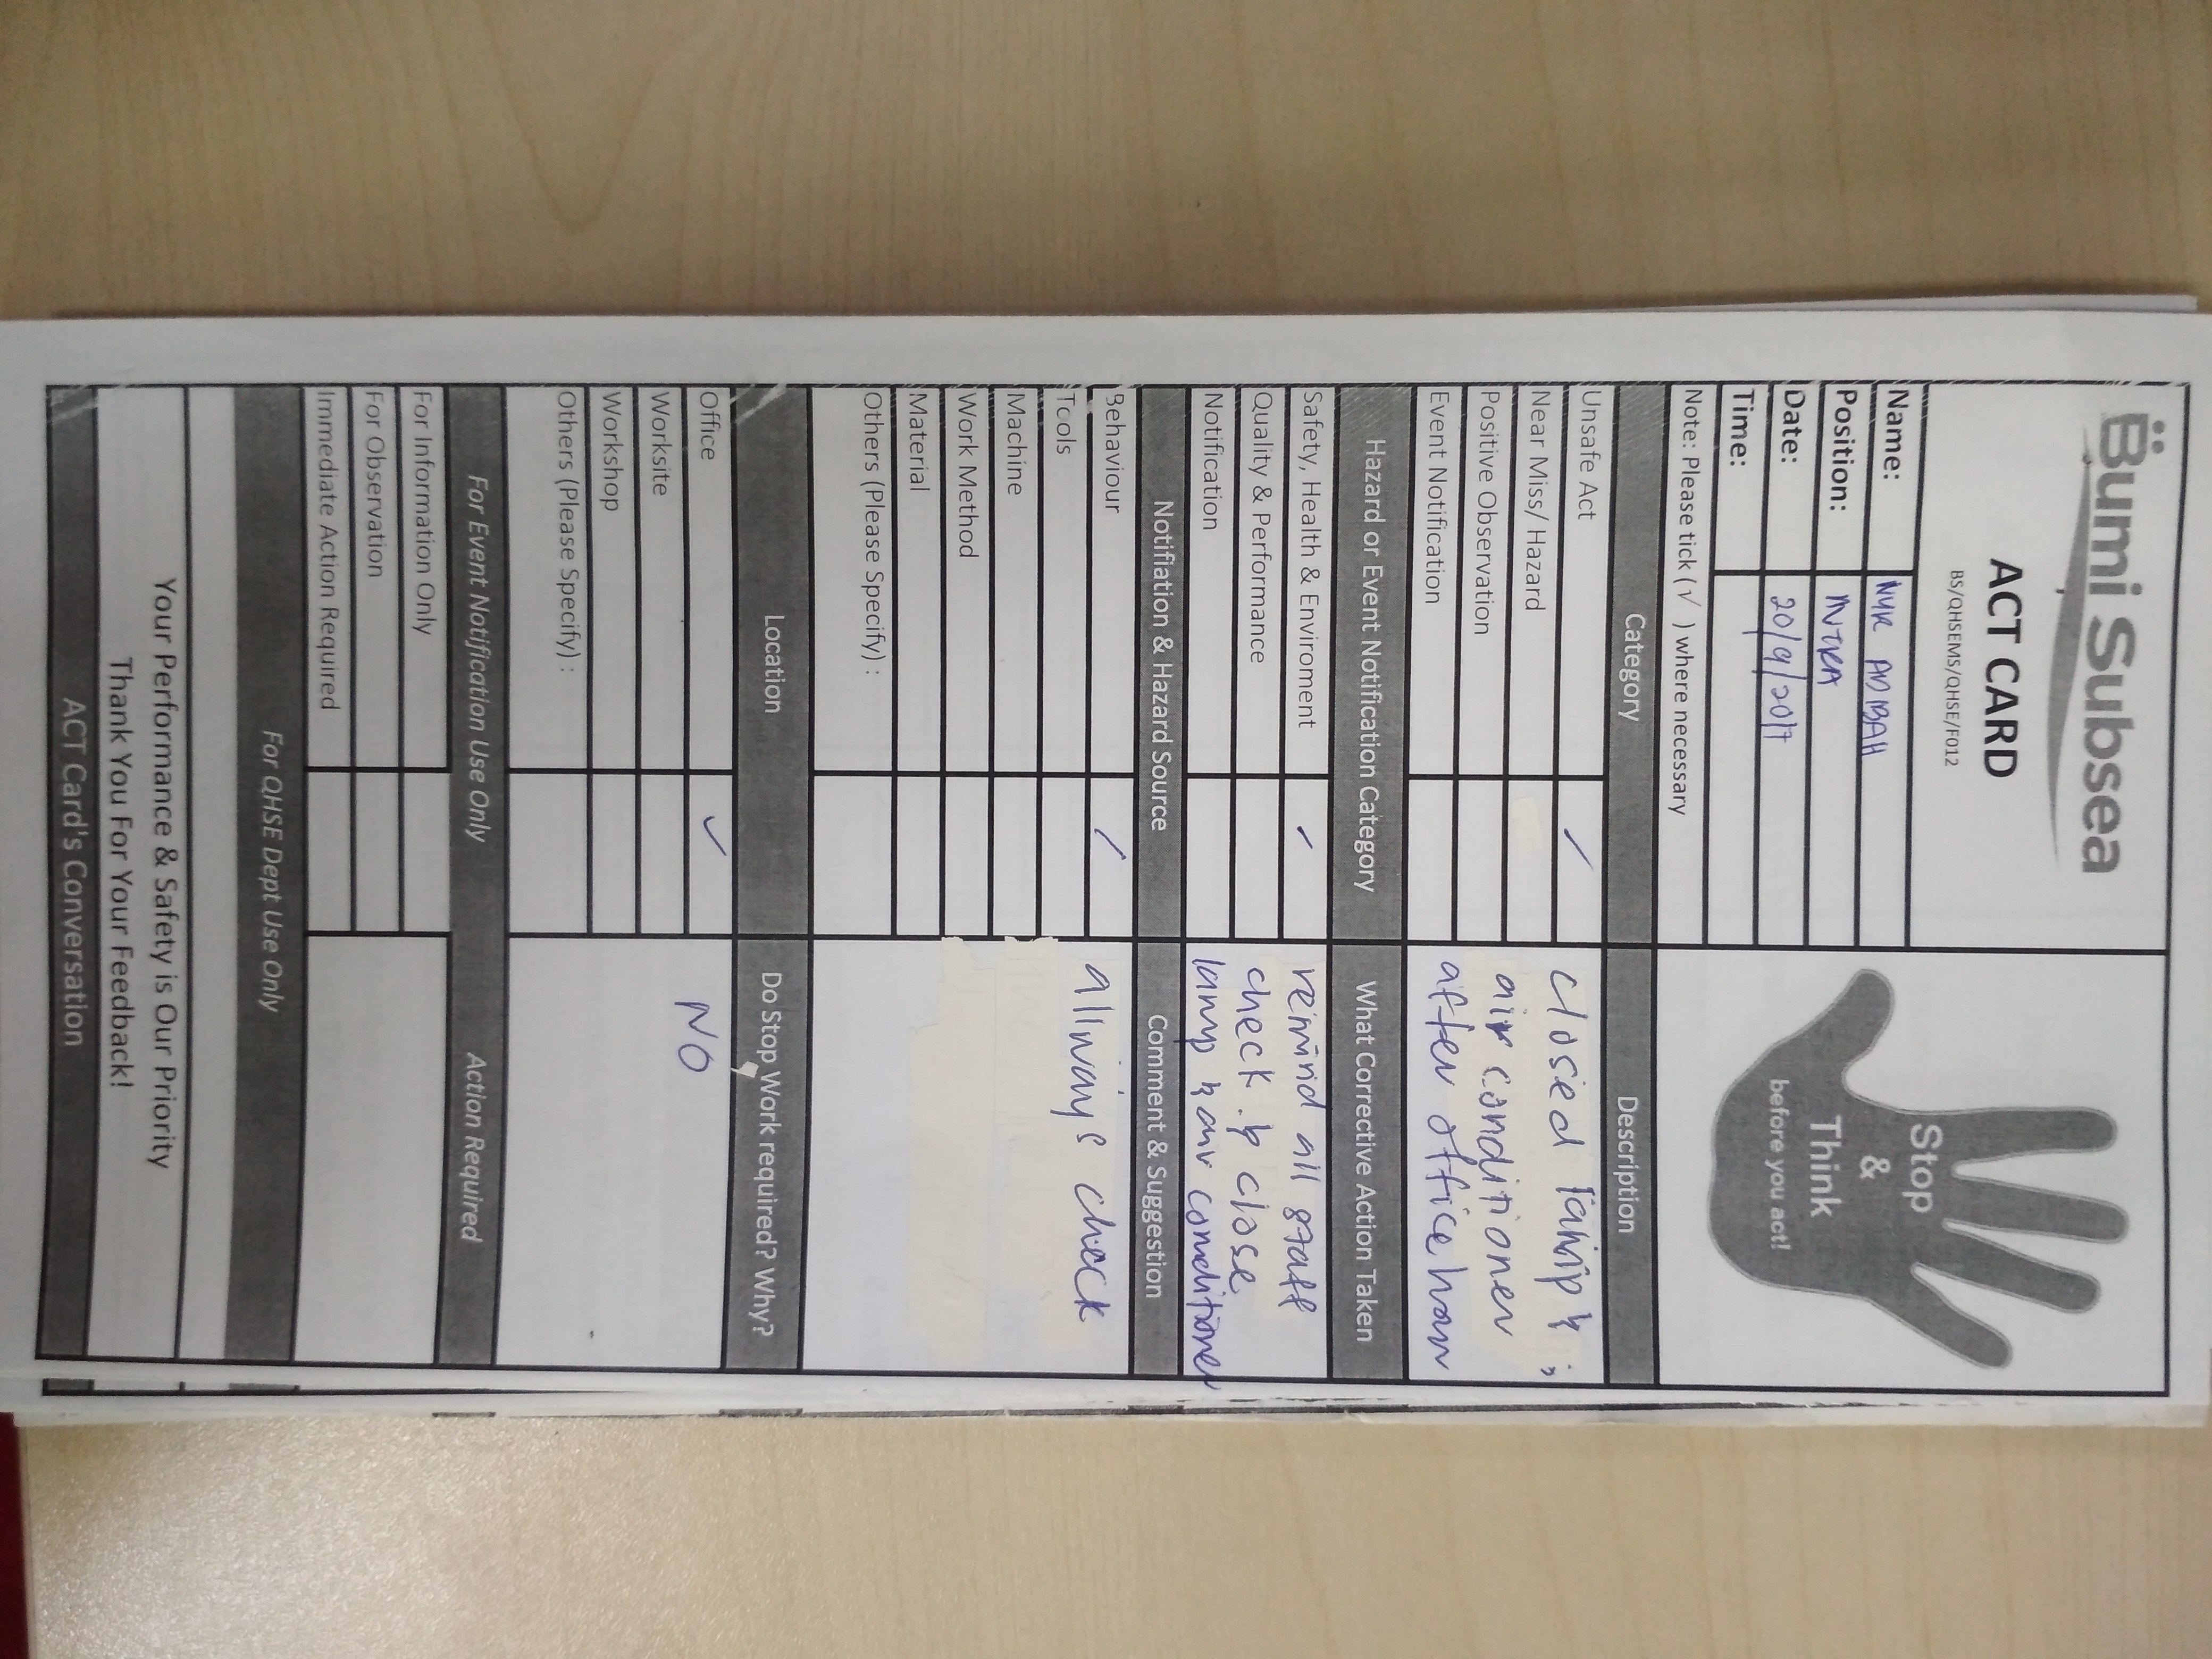 Bumi Subsea
ACT CARD
BS/QHSEMS/QHSE/F012
Stop
&
Think
before you act!
Name: NUR ADIBAH
Position:
Date: 20/9/2017
Time:
Note: Please tick (√ ) where necessary
Category Description
Unsafe Act / closed lamp & ;
Near Miss/ Hazard air conditioner
Positive Observation after office hour
Event Notification
Hazard or Event Notification Category What Corrective Action Taken
Safety, Health & Enviroment / remind all staff
Quality & Performance check & close
Notification lamp & air conditioner
Notifiation & Hazard Source Comment & Suggestion
Behaviour / allways check
Tools
Machine
Work Method
Material
Others (Please Specify) :
Location Do Stop Work required? Why?
Office ✓ NO
Worksite
Workshop
Others (Please Specify) :
For Event Notification Use Only Action Required
For Information Only
For Observation
Immediate Action Required
For QHSE Dept Use Only
Your Performance & Safety is Our Priority
Thank You For Your Feedback!
ACT Card's Conversation